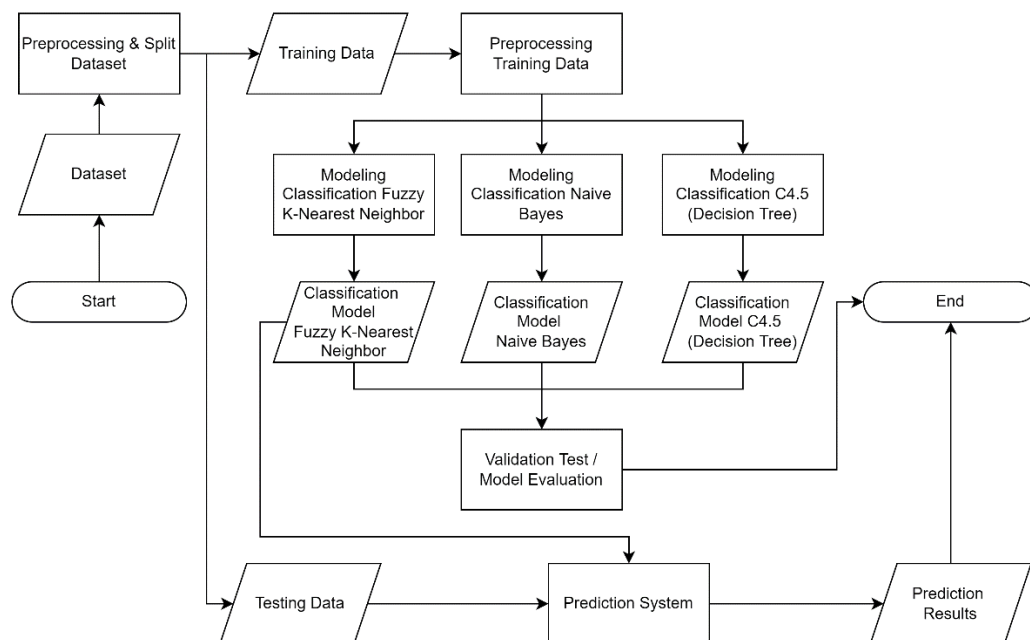 Preprocessing & Split
Dataset
Training Data
Preprocessing
Training Data
Dataset
Modeling
Classification Fuzzy
K-Nearest Neighbor
Modeling
Classification Naive
Bayes
Modeling
Classification C4.5
(Decision Tree)
Start
Classification
Model
Fuzzy K-Nearest
Neighbor
Classification
Model
Naive Bayes
Classification
Model C4.5
(Decision Tree)
End
Validation Test /
Model Evaluation
Testing Data
Prediction System
Prediction
Results